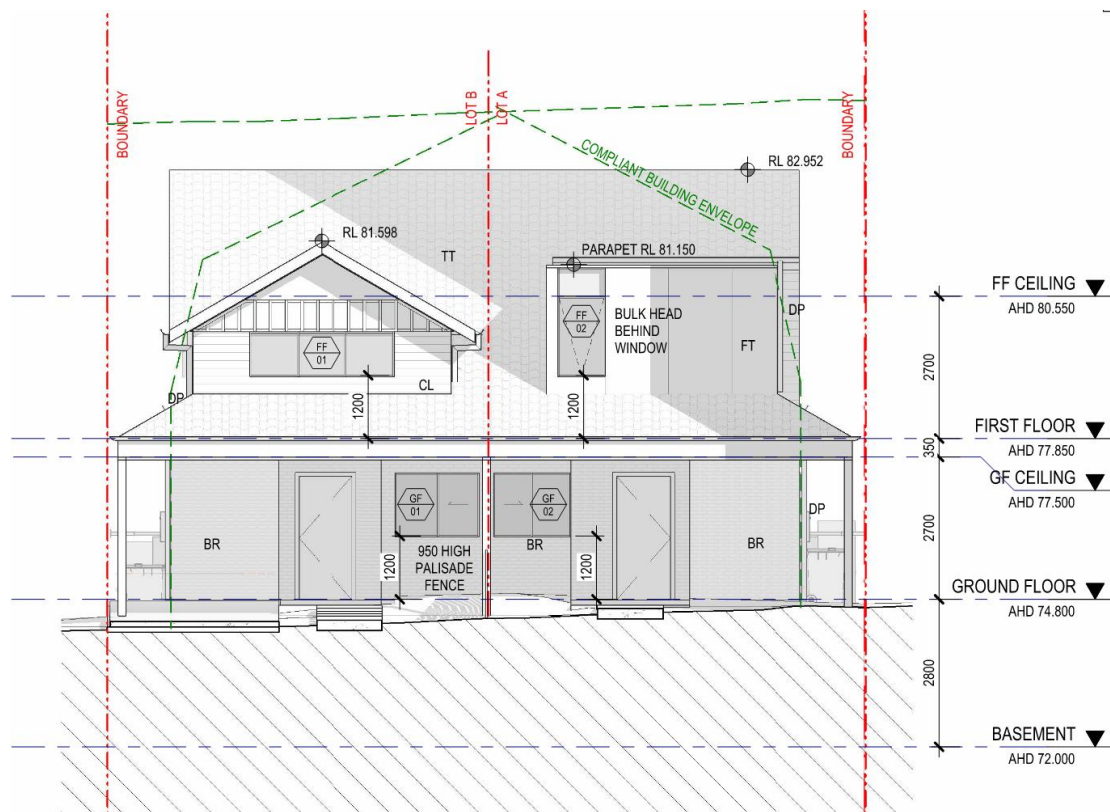 BOUNDARY
LOT B
LOT A
BOUNDARY
COMPLIANT BUILDING ENVELOPE
RL 82.952
RL 81.598
TT
PARAPET RL 81.150
FF CEILING
AHD 80.550
DP
FF
01
FF
02
BULK HEAD
BEHIND
WINDOW
FT
2700
CL
DP
1200
1200
FIRST FLOOR
AHD 77.850
350
GF CEILING
AHD 77.500
GF
01
GF
02
DP
2700
BR
950 HIGH
PALISADE
FENCE
BR
BR
1200
1200
GROUND FLOOR
AHD 74.800
2800
BASEMENT
AHD 72.000